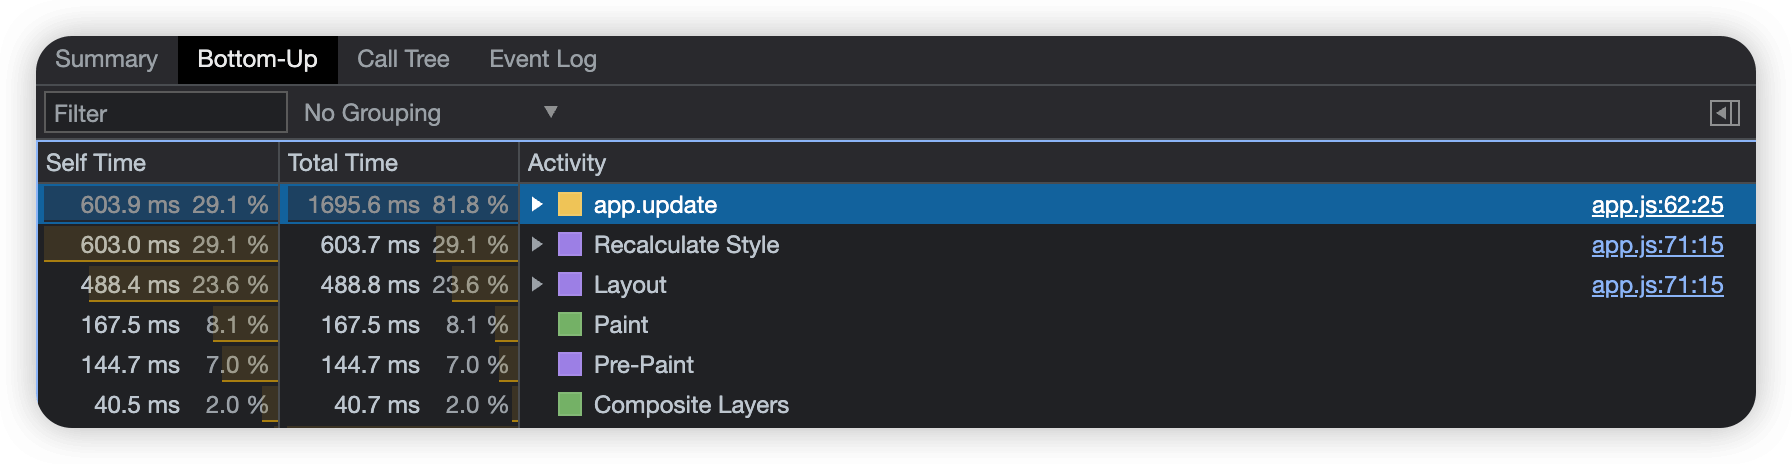 Summary Bottom-Up Call Tree Event Log
Filter No Grouping ▼
Self Time Total Time Activity
603.9 ms 29.1 % 1695.6 ms 81.8 % app.update app.js:62:25
603.0 ms 29.1 % 603.7 ms 29.1 % Recalculate Style app.js:71:15
488.4 ms 23.6 % 488.8 ms 23.6 % Layout app.js:71:15
167.5 ms 8.1 % 167.5 ms 8.1 % Paint
144.7 ms 7.0 % 144.7 ms 7.0 % Pre-Paint
40.5 ms 2.0 % 40.7 ms 2.0 % Composite Layers